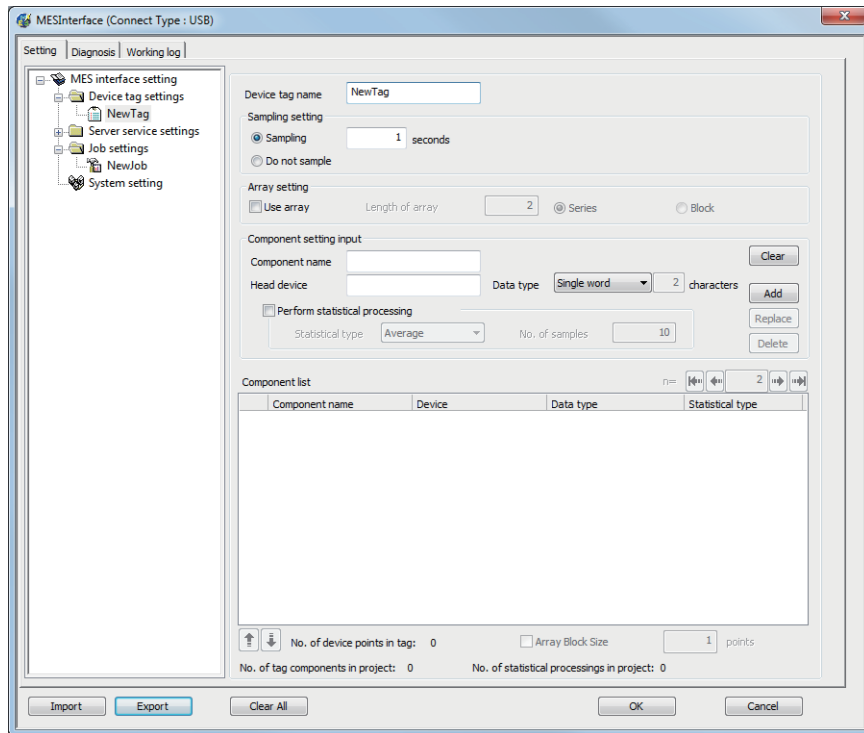 MESInterface (Connect Type : USB)
Setting Diagnosis Working log
MES interface setting
Device tag settings
NewTag
Server service settings
Job settings
NewJob
System setting
Device tag name NewTag
Sampling setting
Sampling 1 seconds
Do not sample
Array setting
Use array Length of array 2 Series Block
Component setting input
Component name
Clear
Head device Data type Single word 2 characters
Add
Perform statistical processing
Replace
Statistical type Average No. of samples 10
Delete
Component list n= 2
Component name Device Data type Statistical type
No. of device points in tag: 0 Array Block Size 1 points
No. of tag components in project: 0 No. of statistical processings in project: 0
Import Export Clear All OK Cancel